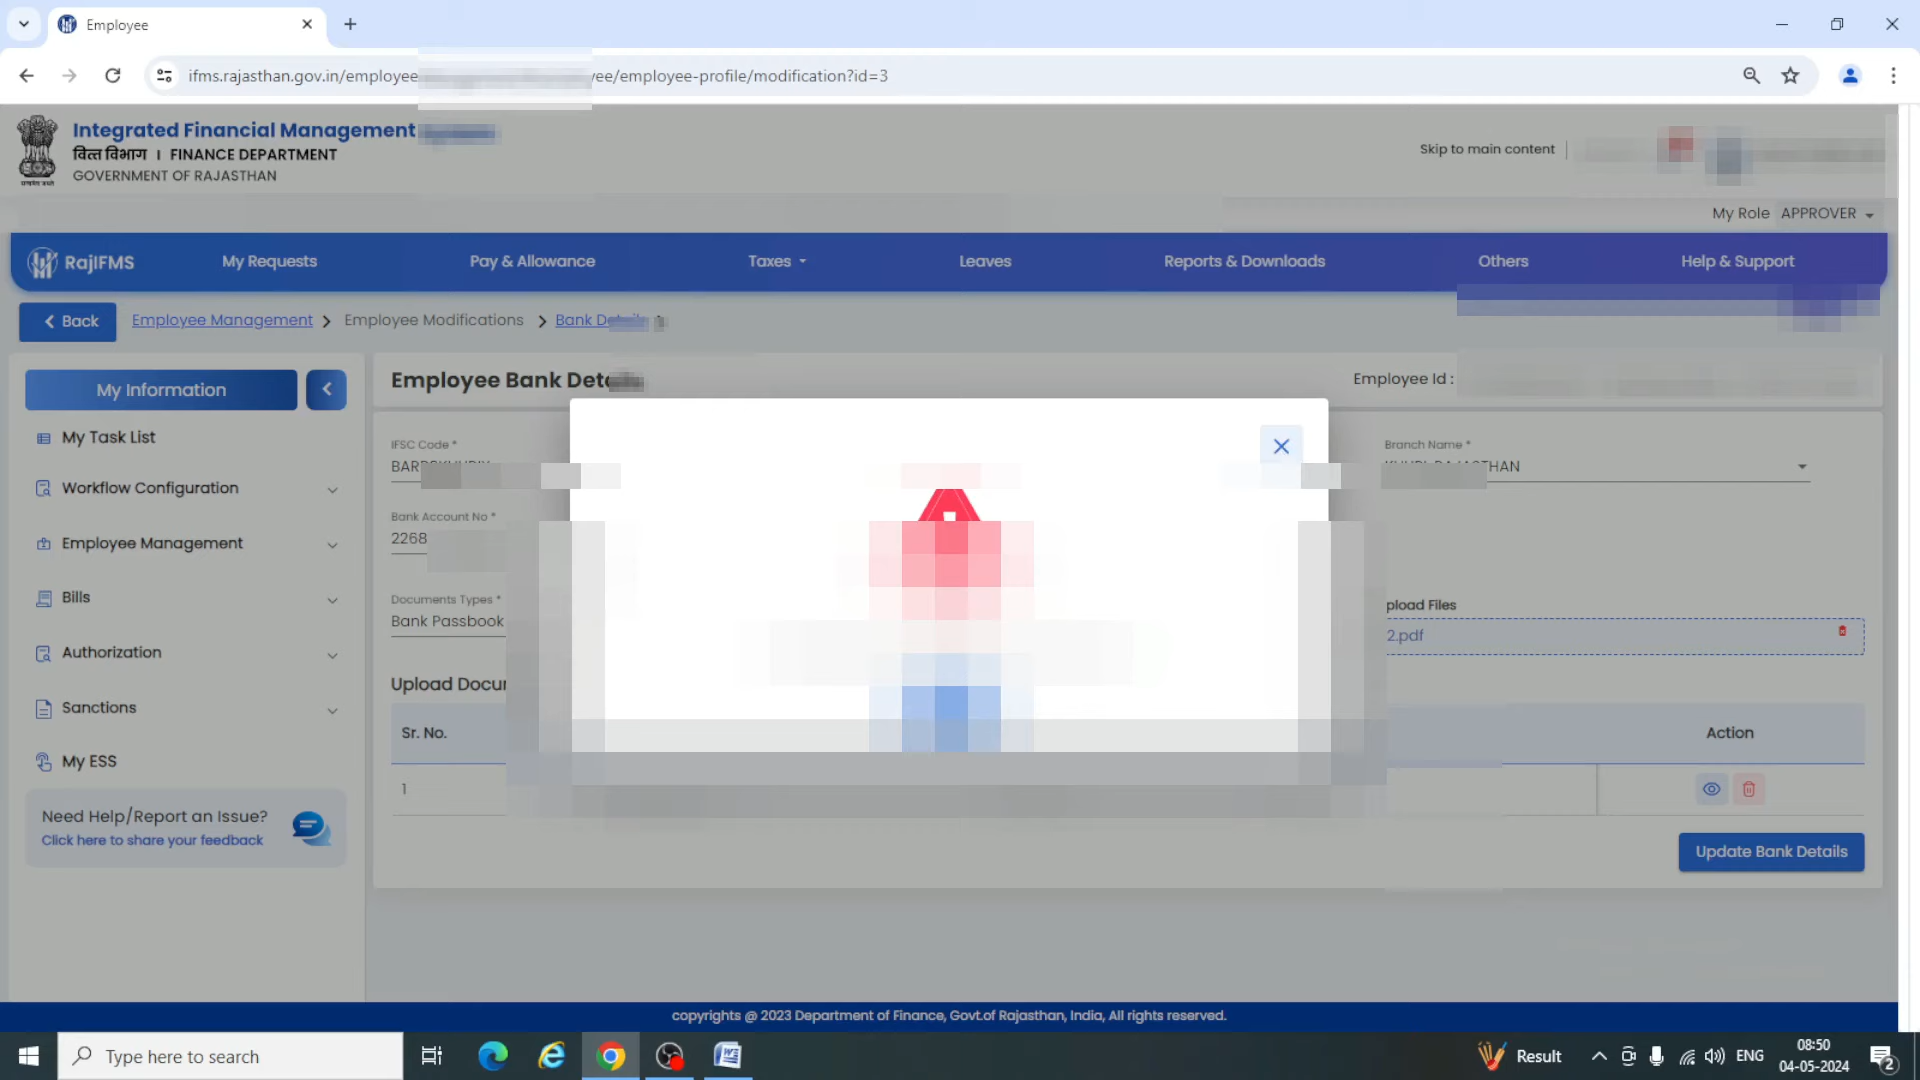 Employee
ifms.rajasthan.gov.in/employee
ee/employee-profile/modification?id=3
Integrated Financial Management
वित्त विभाग । FINANCE DEPARTMENT
GOVERNMENT OF RAJASTHAN
Skip to main content
My Role APPROVER
RajIFMS My Requests Pay & Allowance Taxes Leaves Reports & Downloads Others Help & Support
Back Employee Management > Employee Modifications > Bank Details
My Information
Employee Bank Details
Employee Id :
My Task List
Workflow Configuration
Employee Management
Bills
Authorization
Sanctions
My ESS
Need Help/Report an Issue?
Click here to share your feedback
IFSC Code *
Branch Name *
Bank Account No *
2268
Documents Types *
Bank Passbook
pload Files
2.pdf
Upload Docu
Sr. No. Action
1
Update Bank Details
copyrights @ 2023 Department of Finance, Govt.of Rajasthan, India, All rights reserved.
Type here to search
Result
ENG
08:50
04-05-2024
2